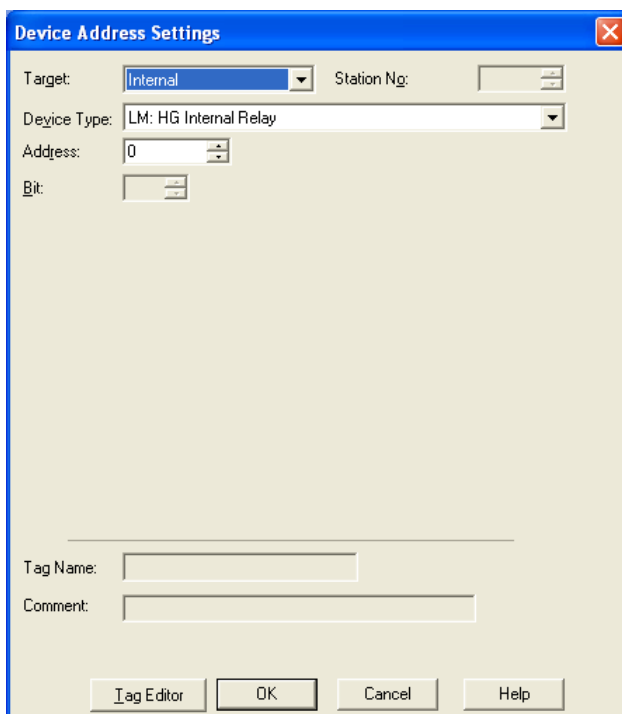 Device Address Settings
Target: Internal Station No:
Device Type: LM: HG Internal Relay
Address: 0
Bit:
Tag Name:
Comment:
Tag Editor OK Cancel Help